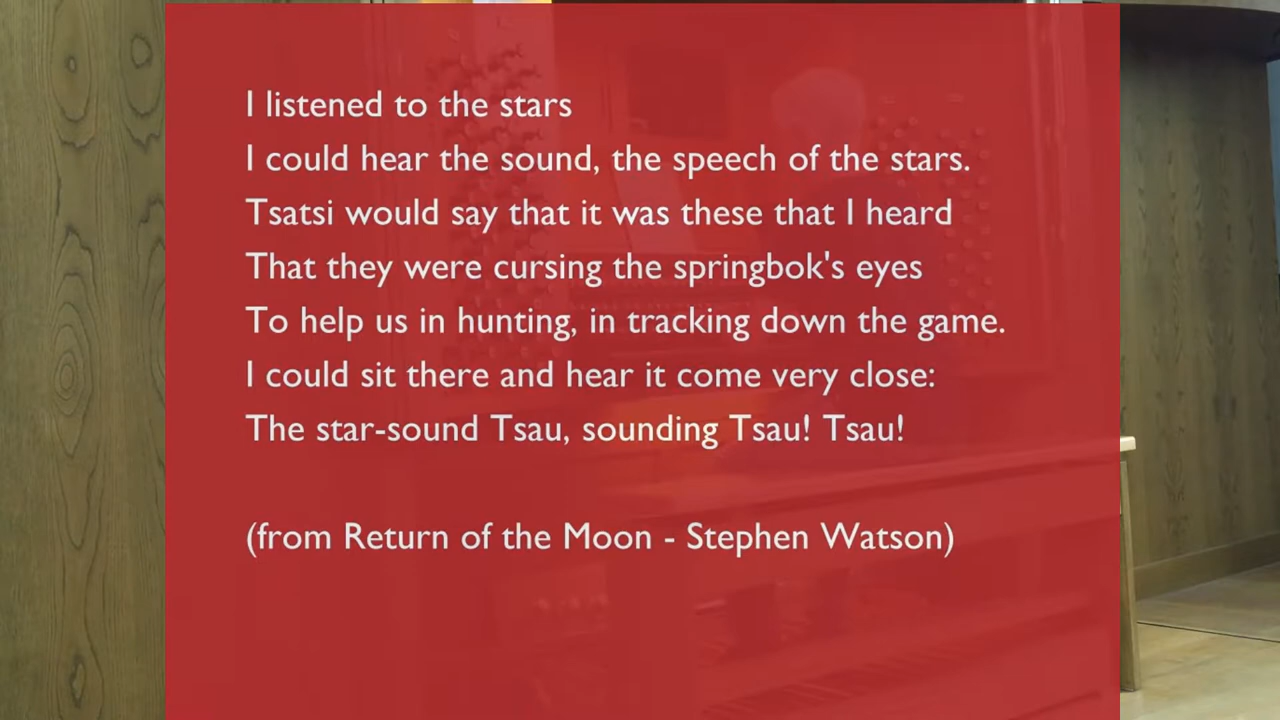 I listened to the stars
I could hear the sound, the speech of the stars.
Tsatsi would say that it was these that I heard
That they were cursing the springbok's eyes
To help us in hunting, in tracking down the game.
I could sit there and hear it come very close:
The star-sound Tsau, sounding Tsau! Tsau!
(from Return of the Moon - Stephen Watson)